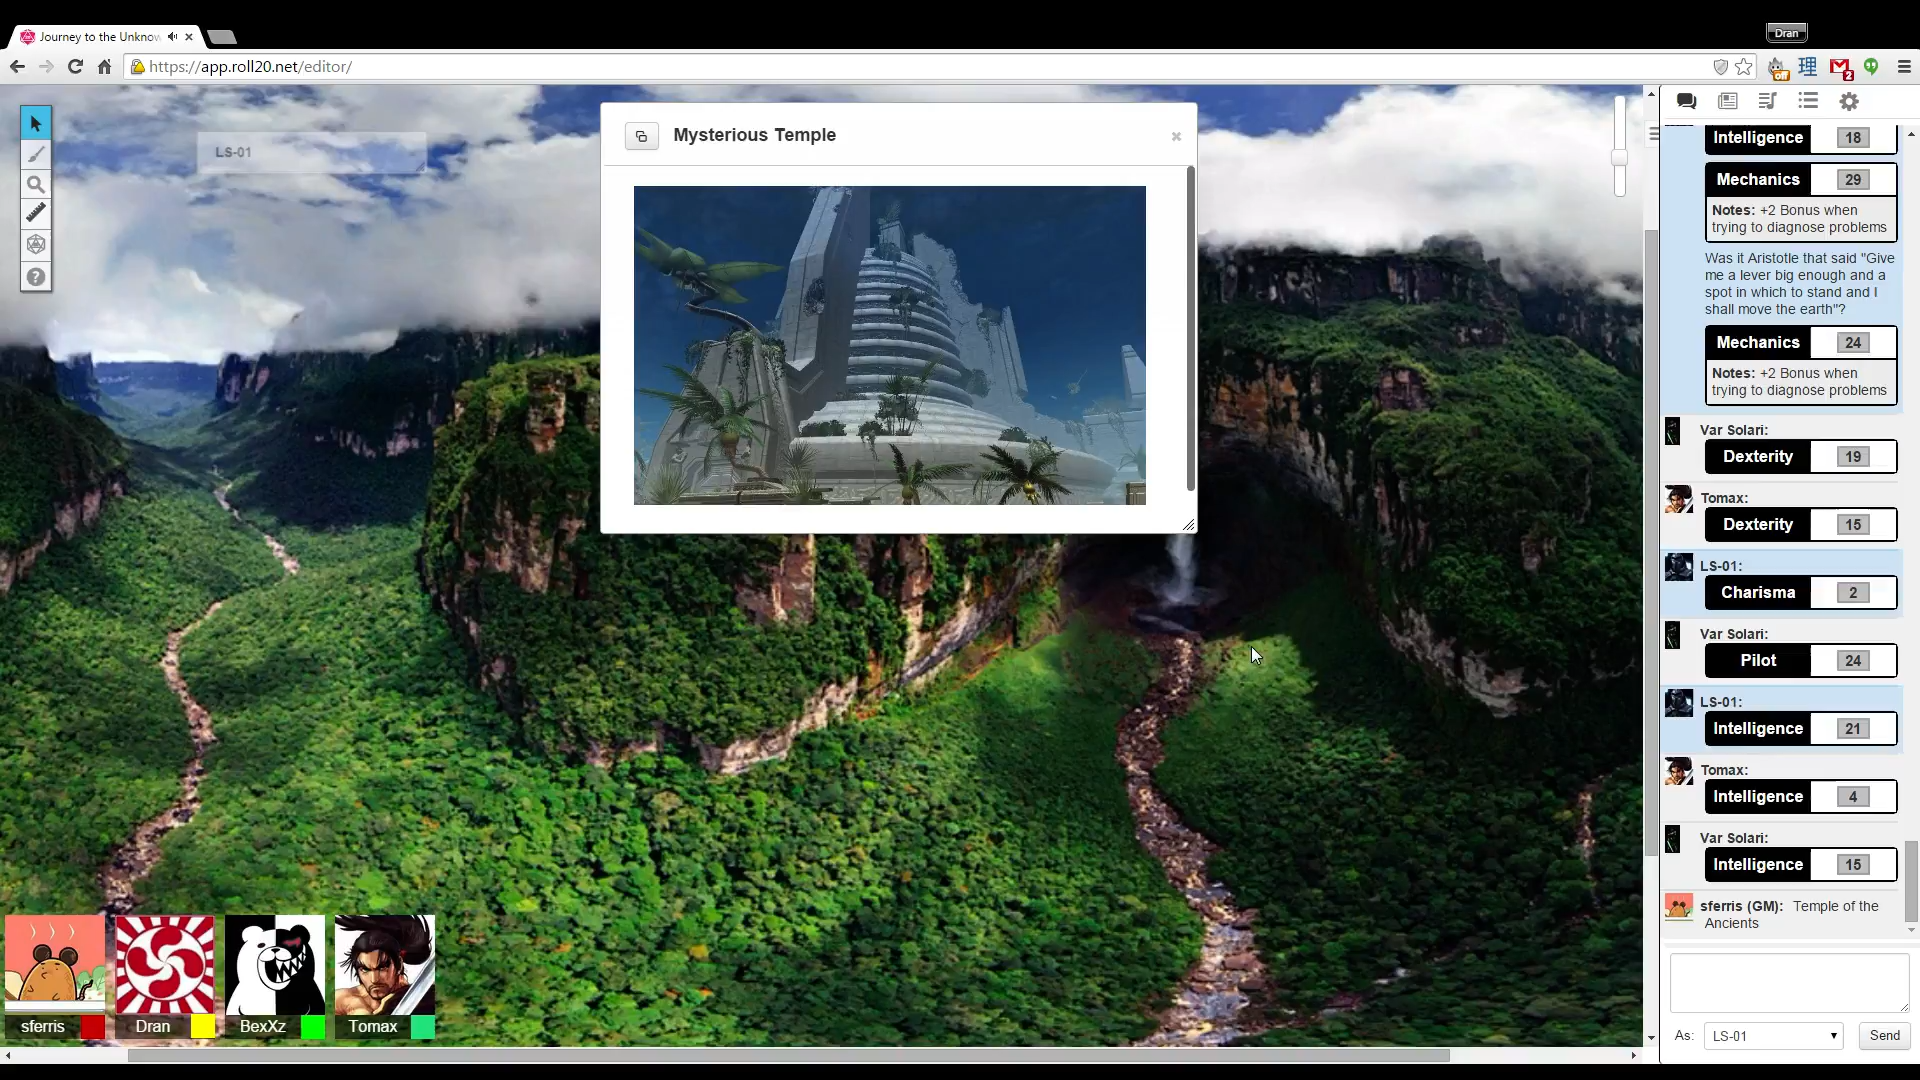 Dran
Journey to the Unknow
https://app.roll20.net/editor/
off
理
2
LS-01
Mysterious Temple
Intelligence 18
Mechanics 29
Notes: +2 Bonus when
trying to diagnose problems
Was it Aristotle that said "Give
me a lever big enough and a
spot in which to stand and I
shall move the earth"?
Mechanics 24
Notes: +2 Bonus when
trying to diagnose problems
Var Solari:
Dexterity 19
Tomax:
Dexterity 15
LS-01:
Charisma 2
Var Solari:
Pilot 24
LS-01:
Intelligence 21
Tomax:
Intelligence 4
Var Solari:
Intelligence 15
sferris (GM): Temple of the
Ancients
As: LS-01 Send
sferris Dran BexXz Tomax